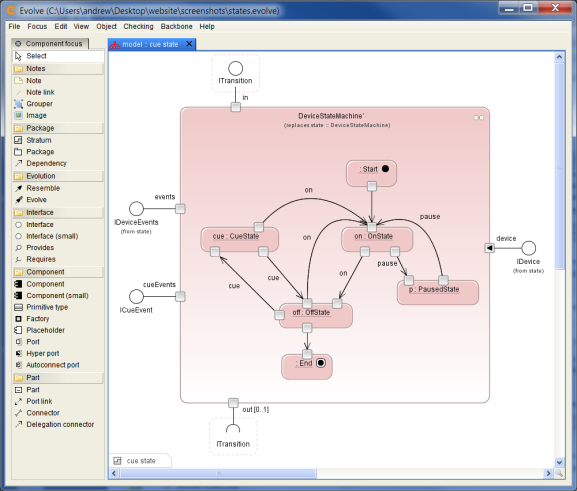 Evolve (C:\Users\andrew\Desktop\website\screenshots\states.evolve)
File Focus Edit View Object Checking Backbone Help
Component focus
model :: cue state
Select
Notes
Note
Note link
Grouper
Image
Package
Stratum
Package
Dependency
Evolution
Resemble
Evolve
Interface
Interface
Interface (small)
Provides
Requires
Component
Component
Component (small)
Primitive type
Factory
Placeholder
Port
Hyper port
Autoconnect port
Part
Part
Port link
Connector
Delegation connector
ITransition
in
DeviceStateMachine`
(replaces state :: DeviceStateMachine)
: Start
on
events
IDeviceEvents
(from state)
cue : CueState
on
on : OnState
pause
device
IDevice
(from state)
cue
cue
on
pause
cueEvents
ICueEvent
p : PausedState
off : OffState
: End
out [0..1]
ITransition
cue state